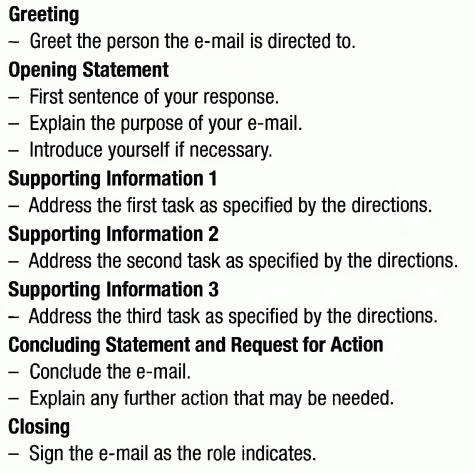 Greeting
– Greet the person the e-mail is directed to.
Opening Statement
– First sentence of your response.
– Explain the purpose of your e-mail.
– Introduce yourself if necessary.
Supporting Information 1
– Address the first task as specified by the directions.
Supporting Information 2
– Address the second task as specified by the directions.
Supporting Information 3
– Address the third task as specified by the directions.
Concluding Statement and Request for Action
– Conclude the e-mail.
– Explain any further action that may be needed.
Closing
– Sign the e-mail as the role indicates.